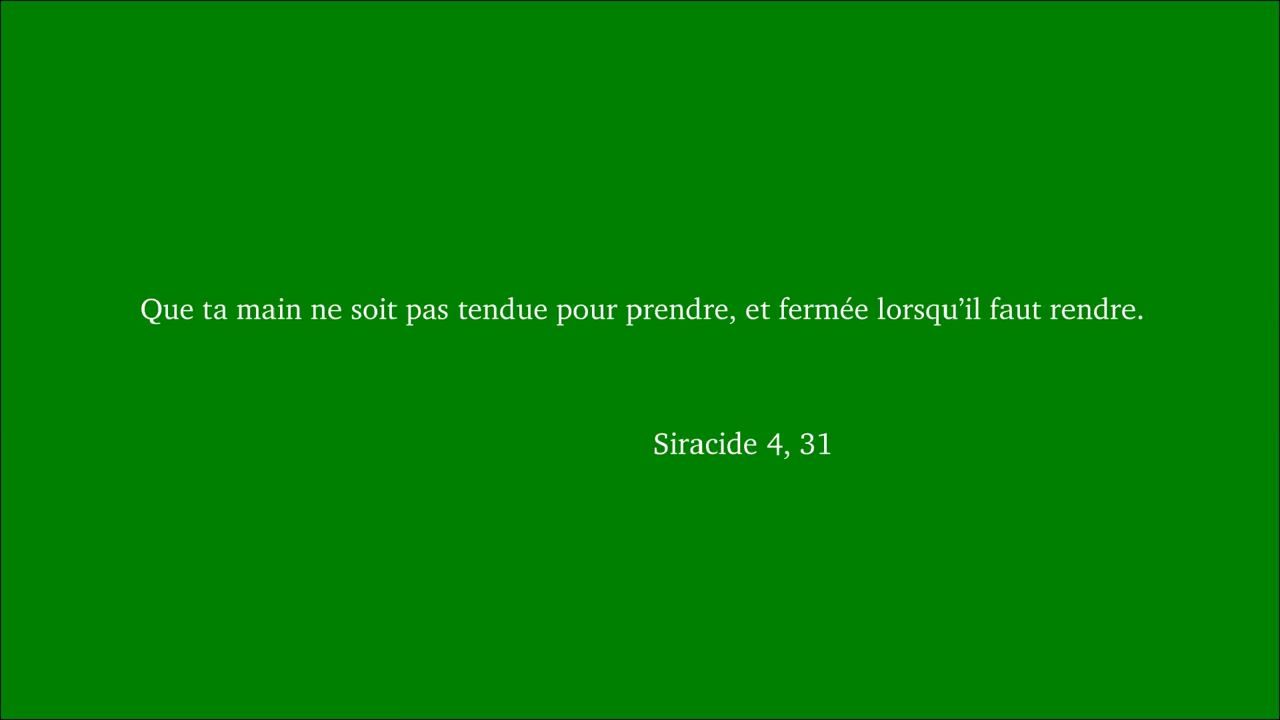 Que ta main ne soit pas tendue pour prendre, et fermée lorsqu’il faut rendre.
Siracide 4, 31